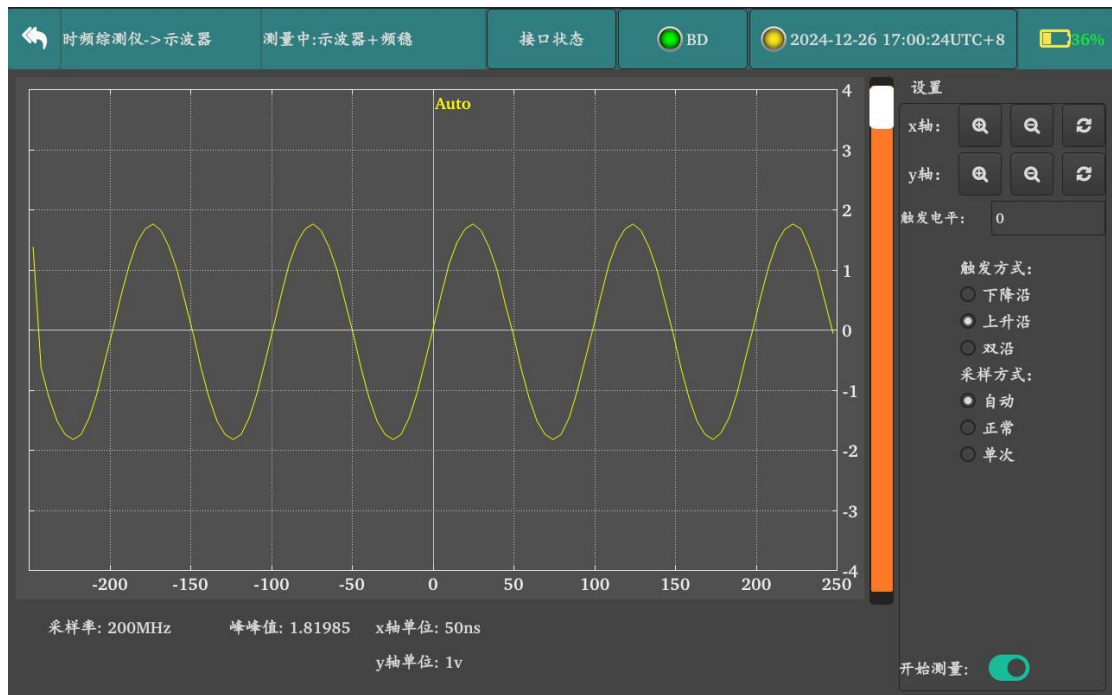 时频综测仪->示波器 测量中:示波器+频稳 接口状态 BD 2024-12-26 17:00:24UTC+8 36%
设置
Auto
4
3
2
1
0
-1
-2
-3
-4
-200 -150 -100 -50 0 50 100 150 200 250
x轴:
y轴:
触发电平: 0
触发方式:
下降沿
上升沿
双沿
采样方式:
自动
正常
单次
采样率: 200MHz 峰峰值: 1.81985 x轴单位: 50ns
y轴单位: 1v
开始测量: